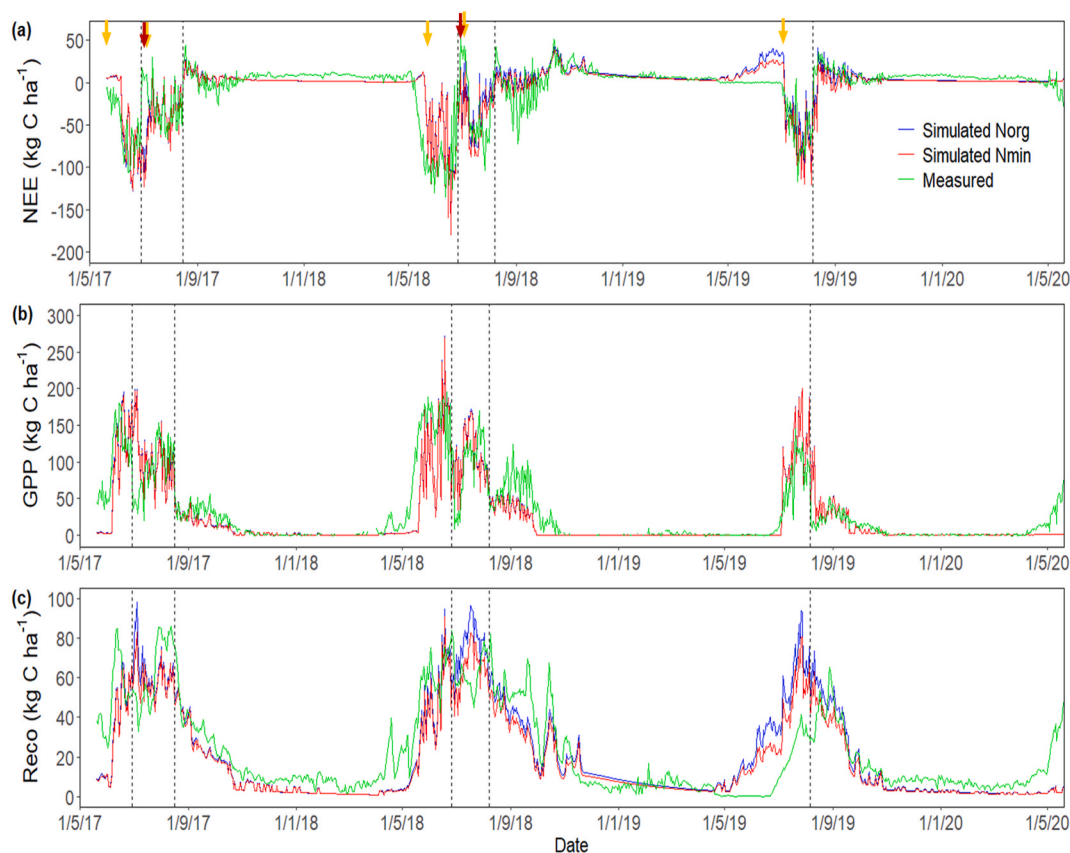 (a)
NEE (kg C ha⁻¹)
50
0
-50
-100
-150
-200
Simulated Norg
Simulated Nmin
Measured
1/5/17 1/9/17 1/1/18 1/5/18 1/9/18 1/1/19 1/5/19 1/9/19 1/1/20 1/5/20
(b)
GPP (kg C ha⁻¹)
300
250
200
150
100
50
0
1/5/17 1/9/17 1/1/18 1/5/18 1/9/18 1/1/19 1/5/19 1/9/19 1/1/20 1/5/20
(c)
Reco (kg C ha⁻¹)
100
80
60
40
20
0
1/5/17 1/9/17 1/1/18 1/5/18 1/9/18 1/1/19 1/5/19 1/9/19 1/1/20 1/5/20
Date